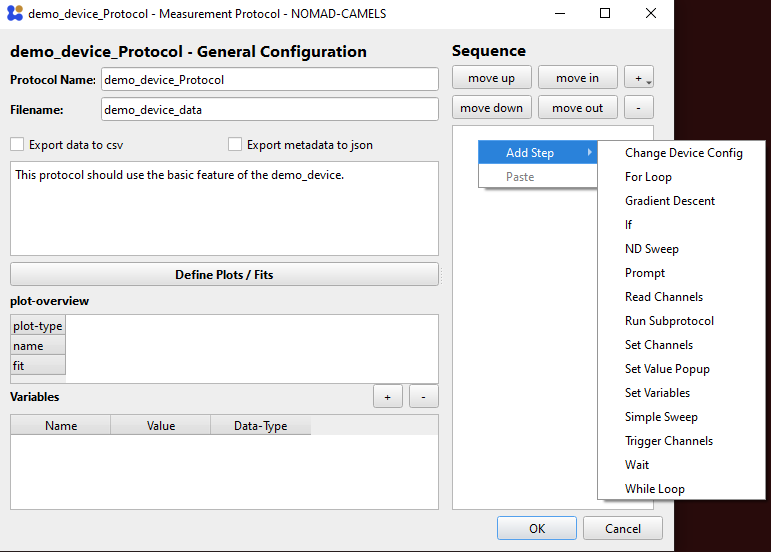 demo_device_Protocol - Measurement Protocol - NOMAD-CAMELS
demo_device_Protocol - General Configuration
Protocol Name: demo_device_Protocol
Filename: demo_device_data
Export data to csv Export metadata to json
This protocol should use the basic feature of the demo_device.
Define Plots / Fits
plot-overview
plot-type
name
fit
Variables + -
Name Value Data-Type
Sequence
move up move in +
move down move out -
Add Step
Paste
Change Device Config
For Loop
Gradient Descent
If
ND Sweep
Prompt
Read Channels
Run Subprotocol
Set Channels
Set Value Popup
Set Variables
Simple Sweep
Trigger Channels
Wait
While Loop
OK Cancel